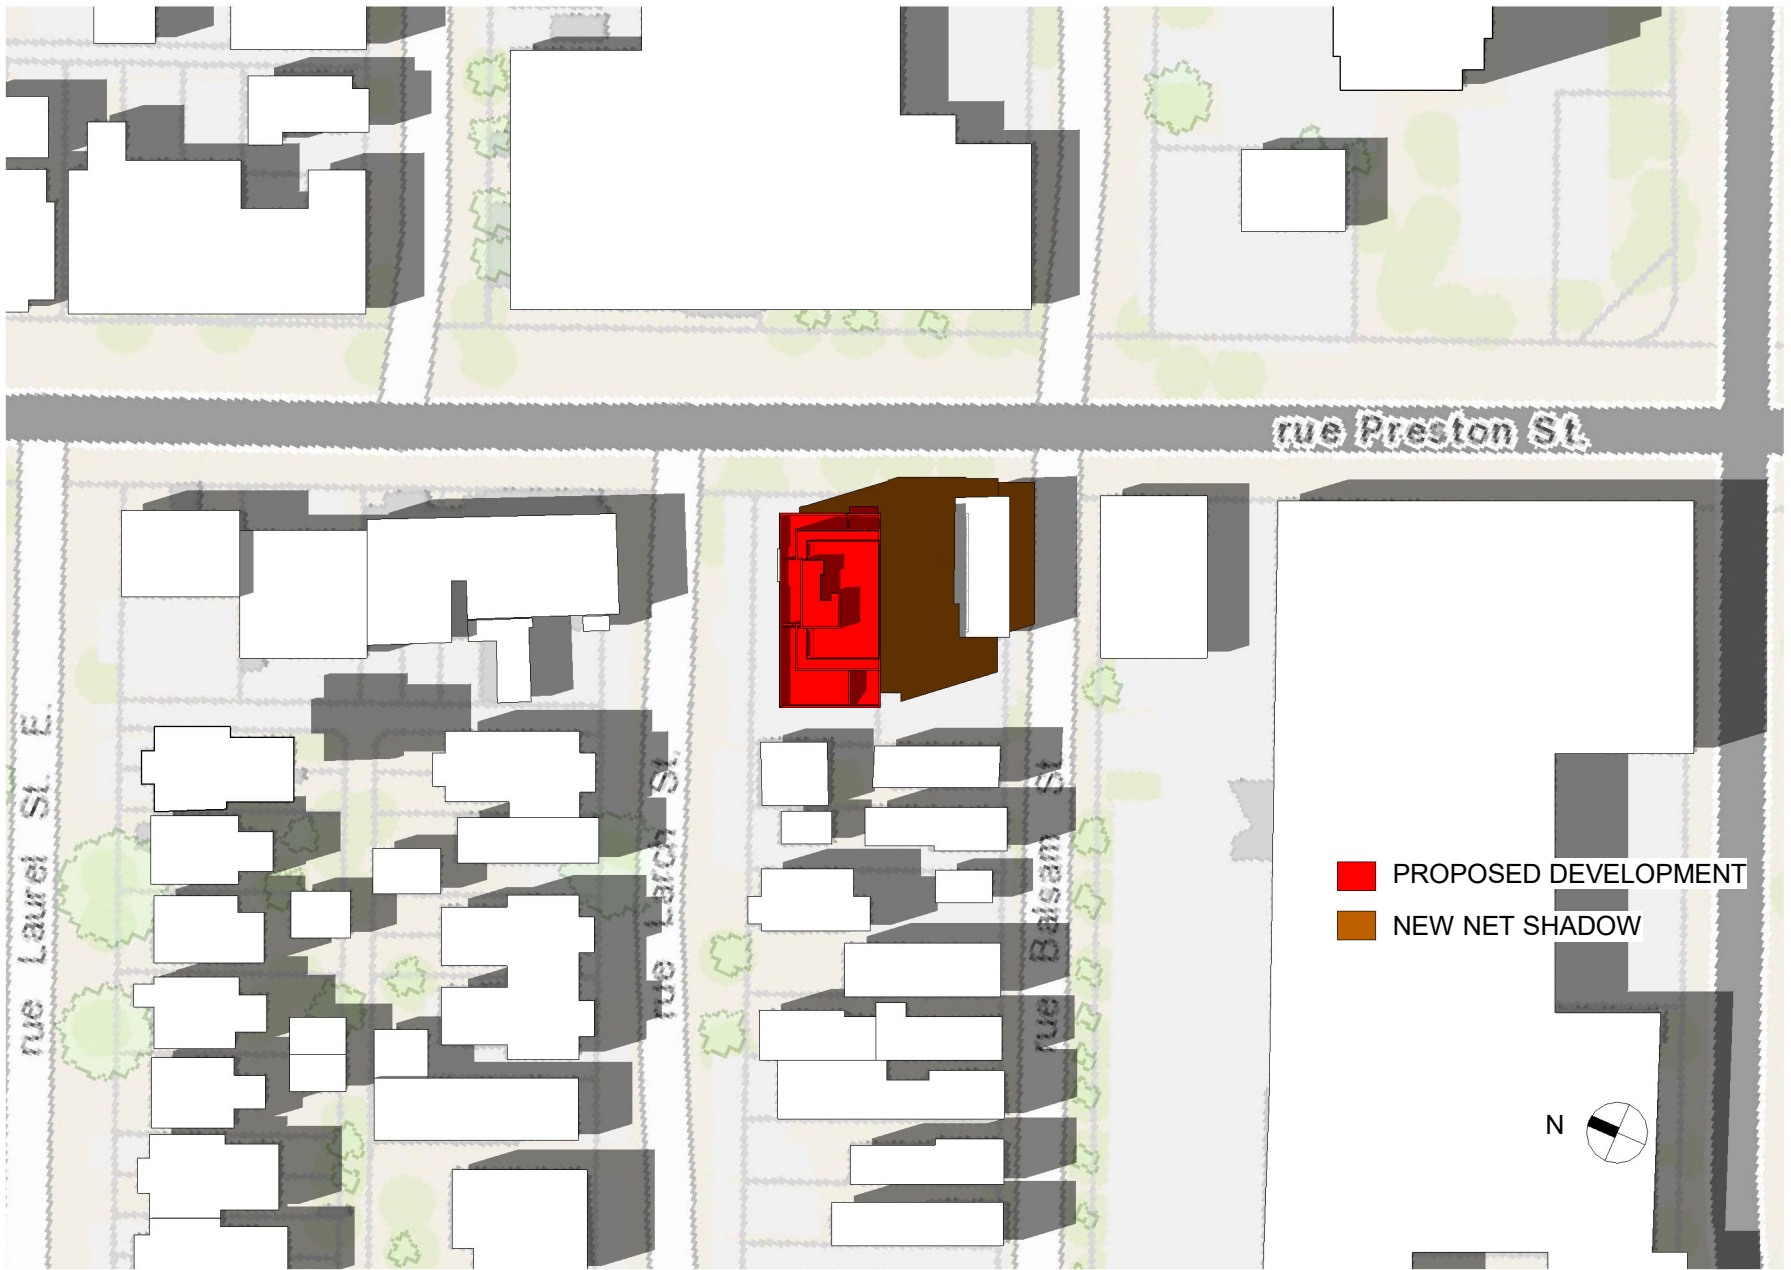 rue Preston St.
rue Laurel St. E.
rue Larch St.
rue Balsam St.
PROPOSED DEVELOPMENT
NEW NET SHADOW
N